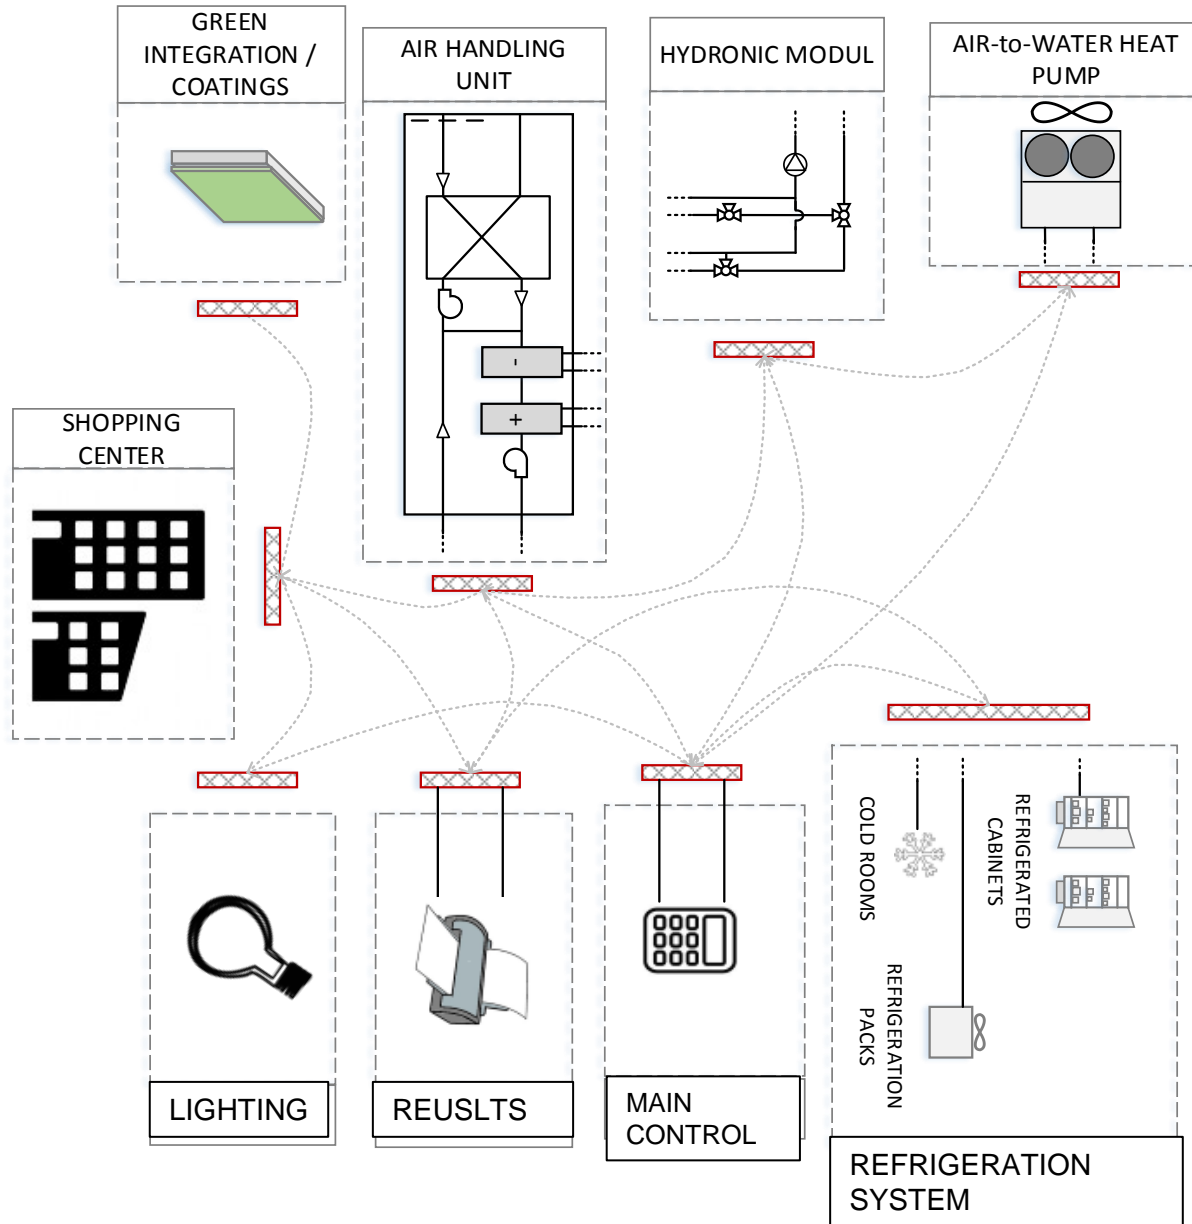 GREEN
INTEGRATION /
COATINGS
AIR HANDLING
UNIT
HYDRONIC MODUL
AIR-to-WATER HEAT
PUMP
-
+
SHOPPING
CENTER
COLD ROOMS
REFRIGERATED
CABINETS
REFRIGERATION
PACKS
LIGHTING
REUSLTS
MAIN
CONTROL
REFRIGERATION
SYSTEM